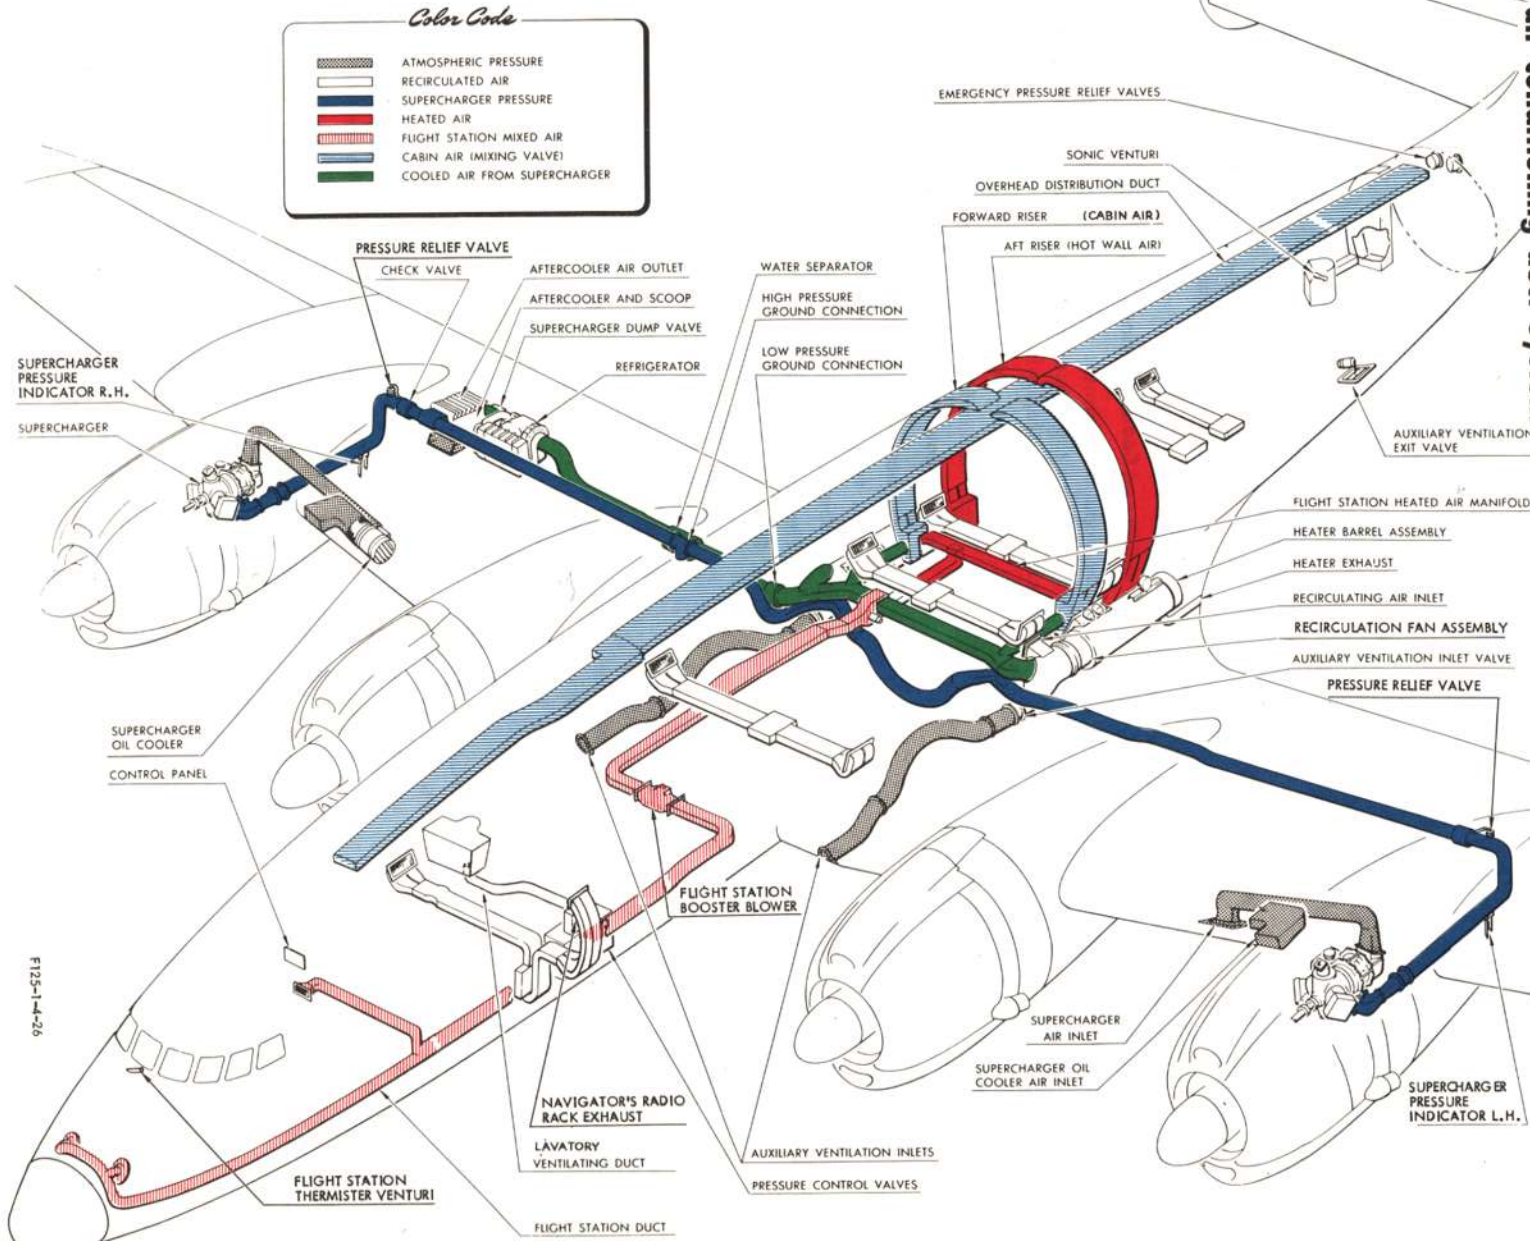 Color Code
ATMOSPHERIC PRESSURE
RECIRCULATED AIR
SUPERCHARGER PRESSURE
HEATED AIR
FLIGHT STATION MIXED AIR
CABIN AIR (MIXING VALVE)
COOLED AIR FROM SUPERCHARGER
EMERGENCY PRESSURE RELIEF VALVES
SONIC VENTURI
OVERHEAD DISTRIBUTION DUCT
FORWARD RISER (CABIN AIR)
AFT RISER (HOT WALL AIR)
PRESSURE RELIEF VALVE
CHECK VALVE
AFTERCOOLER AIR OUTLET
AFTERCOOLER AND SCOOP
SUPERCHARGER DUMP VALVE
REFRIGERATOR
WATER SEPARATOR
HIGH PRESSURE
GROUND CONNECTION
LOW PRESSURE
GROUND CONNECTION
SUPERCHARGER
PRESSURE
INDICATOR R.H.
SUPERCHARGER
AUXILIARY VENTILATION
EXIT VALVE
FLIGHT STATION HEATED AIR MANIFOLD
HEATER BARREL ASSEMBLY
HEATER EXHAUST
RECIRCULATING AIR INLET
RECIRCULATION FAN ASSEMBLY
AUXILIARY VENTILATION INLET VALVE
PRESSURE RELIEF VALVE
SUPERCHARGER
OIL COOLER
CONTROL PANEL
FLIGHT STATION
BOOSTER BLOWER
SUPERCHARGER
AIR INLET
SUPERCHARGER OIL
COOLER AIR INLET
SUPERCHARGER
PRESSURE
INDICATOR L.H.
NAVIGATOR'S RADIO
RACK EXHAUST
LAVATORY
VENTILATING DUCT
AUXILIARY VENTILATION INLETS
PRESSURE CONTROL VALVES
FLIGHT STATION
THERMISTER VENTURI
FLIGHT STATION DUCT
F125-1-4-26